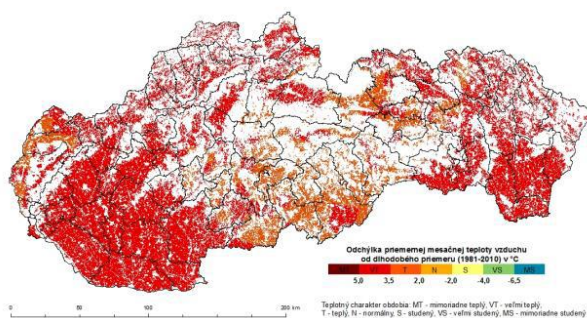 Odchýlka priemernej mesačnej teploty vzduchu
od dlhodobého priemeru (1981-2010) v °C
MT VT T N S VS MS
5,0 3,5 2,0 -2,0 -4,0 -6,5
Teplotný charakter obdobia: MT - mimoriadne teplý, VT - veľmi teplý,
T - teplý, N - normálny, S - studený, VS - veľmi studený, MS - mimoriadne studený
0 50 100 200 km